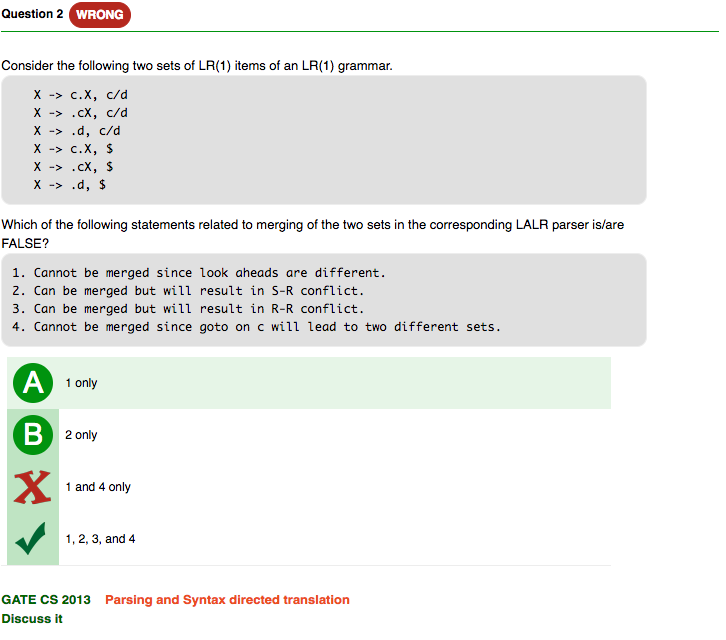 Question 2 WRONG
Consider the following two sets of LR(1) items of an LR(1) grammar.
X -> c.X, c/d
X -> .cX, c/d
X -> .d, c/d
X -> c.X, $
X -> .cX, $
X -> .d, $
Which of the following statements related to merging of the two sets in the corresponding LALR parser is/are
FALSE?
1. Cannot be merged since look aheads are different.
2. Can be merged but will result in S-R conflict.
3. Can be merged but will result in R-R conflict.
4. Cannot be merged since goto on c will lead to two different sets.
A 1 only
B 2 only
1 and 4 only
1, 2, 3, and 4
GATE CS 2013 Parsing and Syntax directed translation
Discuss it